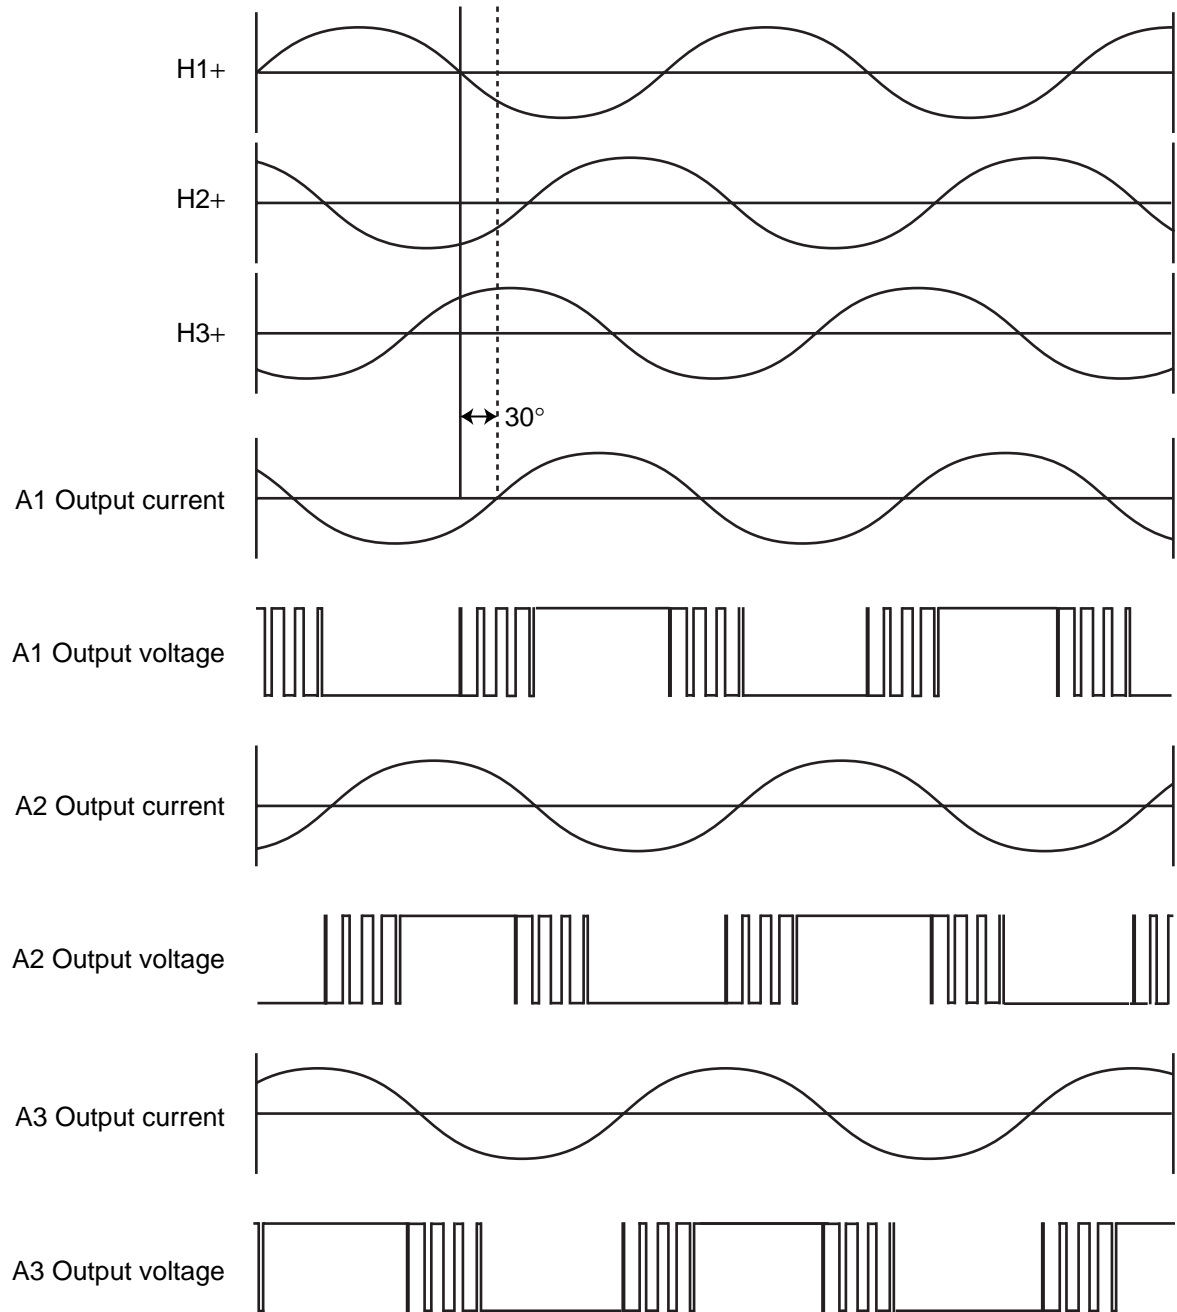 H1+
H2+
H3+
30°
A1 Output current
A1 Output voltage
A2 Output current
A2 Output voltage
A3 Output current
A3 Output voltage